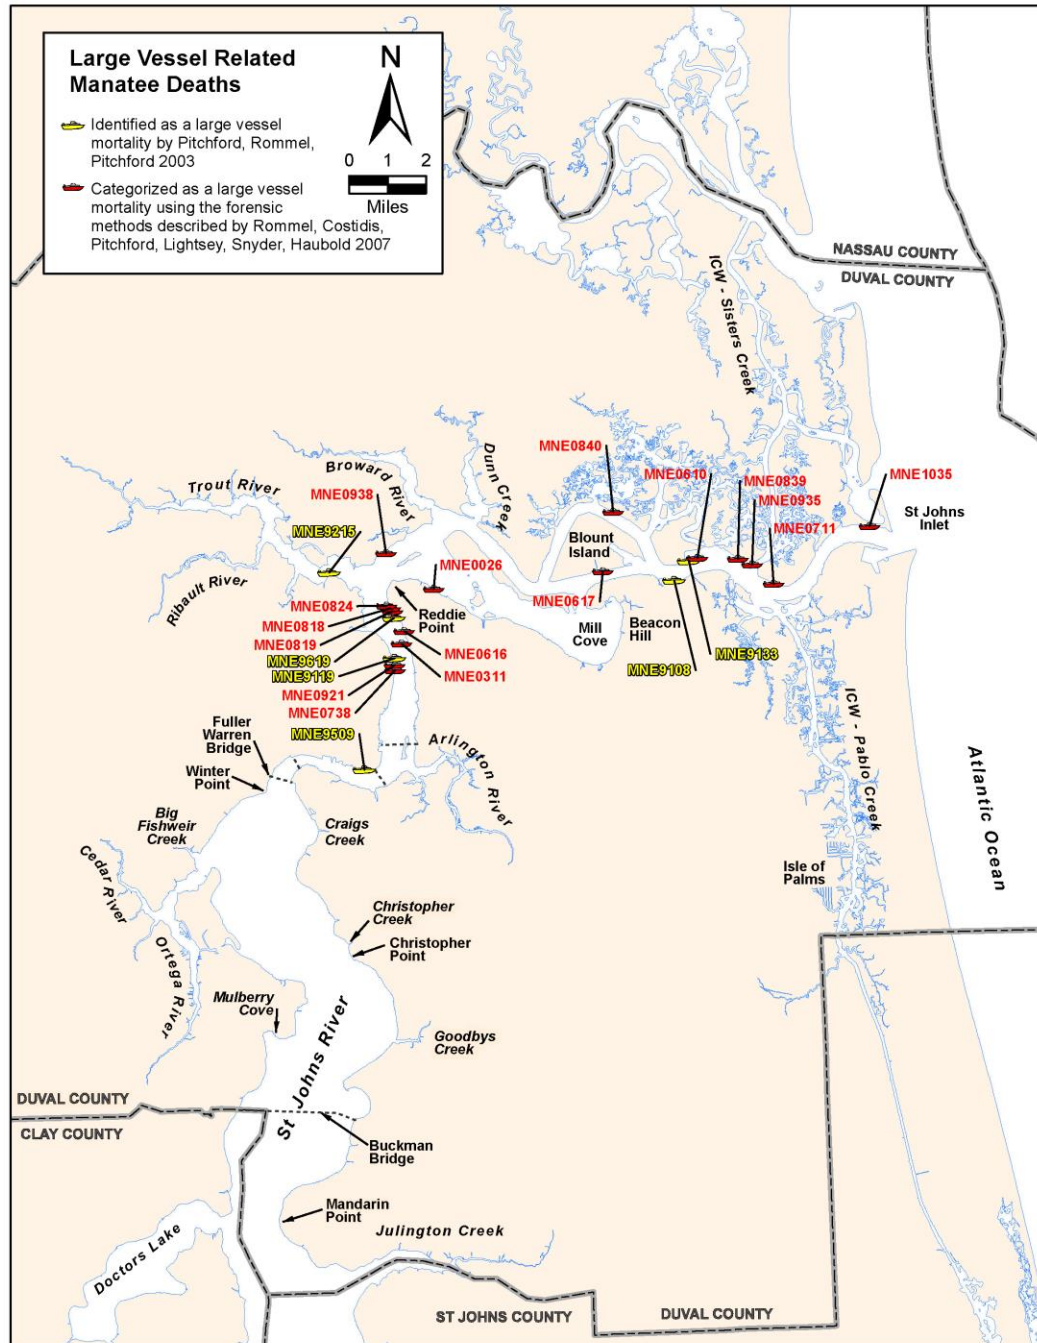 Large Vessel Related
Manatee Deaths
Identified as a large vessel
mortality by Pitchford, Rommel,
Pitchford 2003
Categorized as a large vessel
mortality using the forensic
methods described by Rommel, Costidis,
Pitchford, Lightsey, Snyder, Haubold 2007
N
0 1 2
Miles
NASSAU COUNTY
DUVAL COUNTY
ICW - Sisters Creek
MNE0840
MNE0610
MNE0839
MNE0935
MNE0711
MNE1035
St Johns
Inlet
Dunn Creek
Broward
River
Trout River
MNE0938
MNE9215
Ribault River
MNE0026
Blount
Island
MNE0617
Mill
Cove
Beacon
Hill
MNE9133
MNE9108
Reddie
Point
MNE0824
MNE0818
MNE0819
MNE9619
MNE9119
MNE0921
MNE0738
MNE0616
MNE0311
MNE9509
Fuller
Warren
Bridge
Winter
Point
Arlington River
ICW - Pablo Creek
Atlantic Ocean
Big
Fishweir
Creek
Craigs
Creek
Cedar River
Ortega River
Isle of
Palms
Christopher
Creek
Christopher
Point
Mulberry
Cove
St Johns River
Goodbys
Creek
DUVAL COUNTY
CLAY COUNTY
Buckman
Bridge
Mandarin
Point
Julington Creek
Doctors Lake
ST JOHNS COUNTY
DUVAL COUNTY